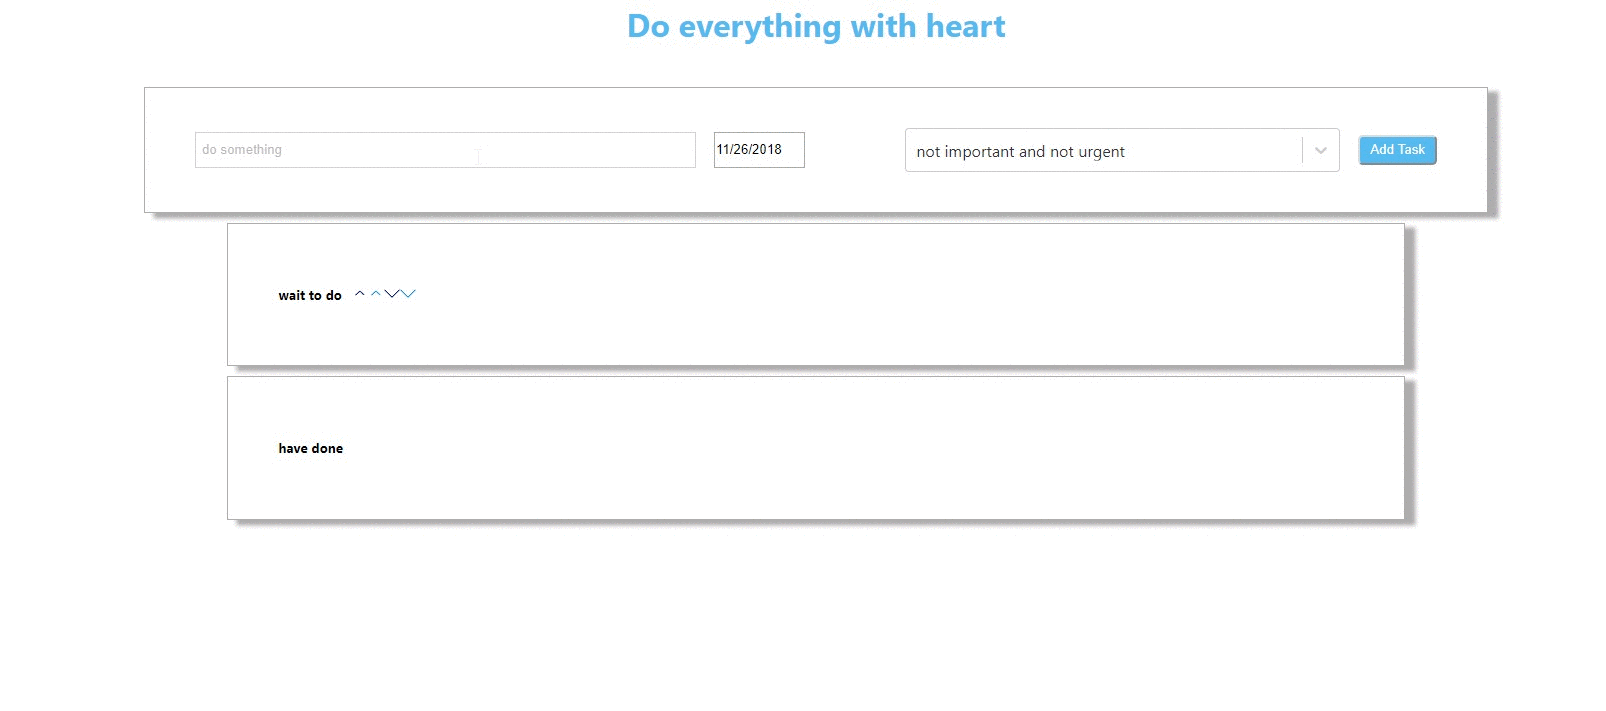 Do everything with heart
do something
11/26/2018
not important and not urgent
Add Task
wait to do
have done